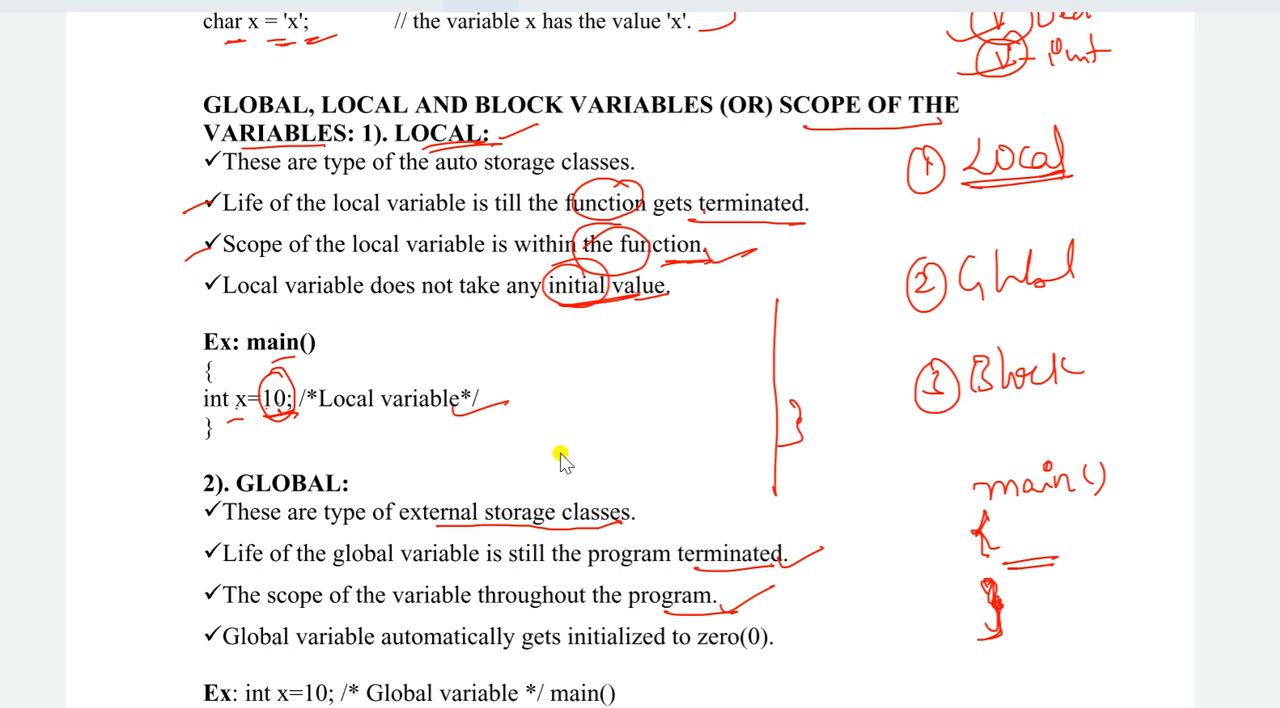 char x = 'x'; // the variable x has the value 'x'.
GLOBAL, LOCAL AND BLOCK VARIABLES (OR) SCOPE OF THE
VARIABLES: 1). LOCAL:
✓These are type of the auto storage classes.
✓Life of the local variable is till the function gets terminated.
✓Scope of the local variable is within the function.
✓Local variable does not take any initial value.
Ex: main()
{
int x=10; /*Local variable*/
}
2). GLOBAL:
✓These are type of external storage classes.
✓Life of the global variable is still the program terminated.
✓The scope of the variable throughout the program.
✓Global variable automatically gets initialized to zero(0).
Ex: int x=10; /* Global variable */ main()
① Local
② Global
③ Block
main()
{
}